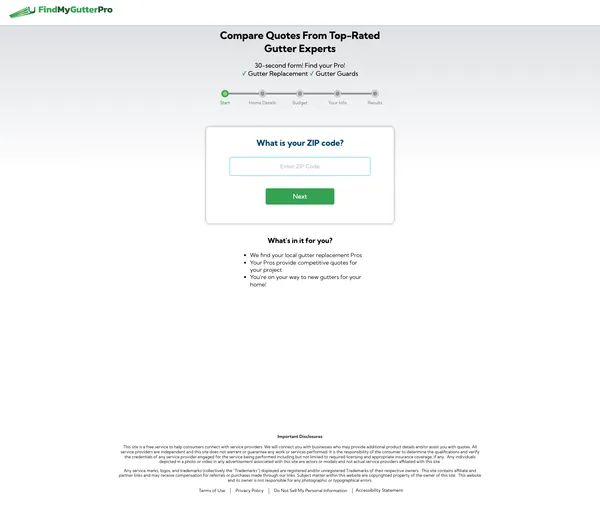 FindMyGutterPro
Compare Quotes From Top-Rated
Gutter Experts
30-second form! Find your Pro!
✓ Gutter Replacement ✓ Gutter Guards
Start Home Details Budget Your Info Results
What is your ZIP code?
Enter ZIP Code
Next
What's in it for you?
• We find your local gutter replacement Pros
• Your Pros provide competitive quotes for
your project
• You're on your way to new gutters for your
home!
Important Disclosures
This site is a free service to help consumers connect with service providers. We will connect you with businesses who may provide additional product details and/or assist you with quotes. All
service providers are independent and this site does not warrant or guarantee any work or services performed. It is the responsibility of the consumer to determine the qualifications and verify
the credentials of any service provider engaged for the service being performed including but not limited to required licensing and appropriate insurance coverage, if any. Any individuals
depicted in a photo or video in any advertisement associated with this site are actors or models and not actual service providers affiliated with this site.
Any service marks, logos, and trademarks (collectively the "Trademarks") displayed are registered and/or unregistered Trademarks of their respective owners. This site contains affiliate and
partner links and may receive compensation for referrals or purchases made through our links. Subject matter within this website are copyrighted property of the owner of this site. This website
and its owner is not responsible for any photographic or typographical errors.
Terms of Use | Privacy Policy | Do Not Sell My Personal Information | Accessibility Statement